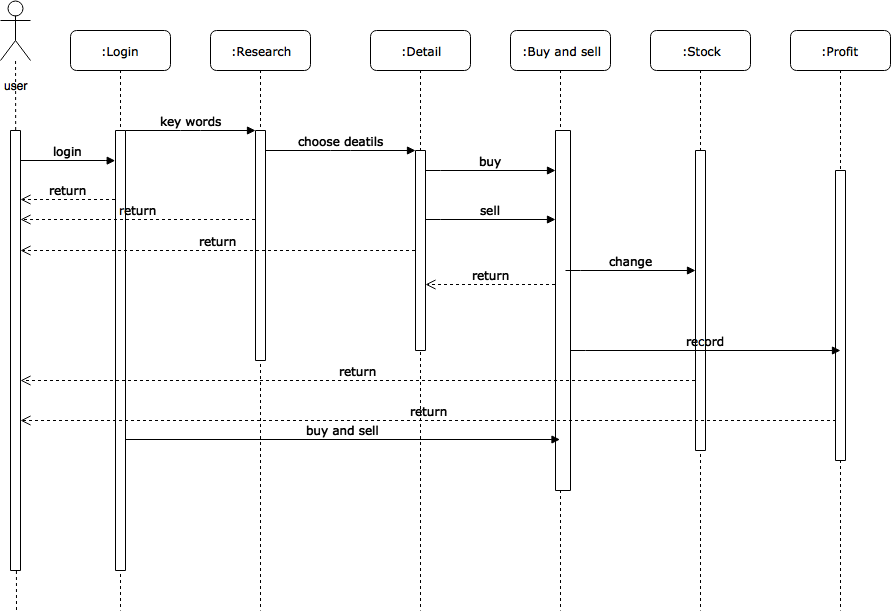 :Login
:Research
:Detail
:Buy and sell
:Stock
:Profit
user
key words
choose deatils
login
buy
return
return
sell
return
change
return
record
return
return
buy and sell